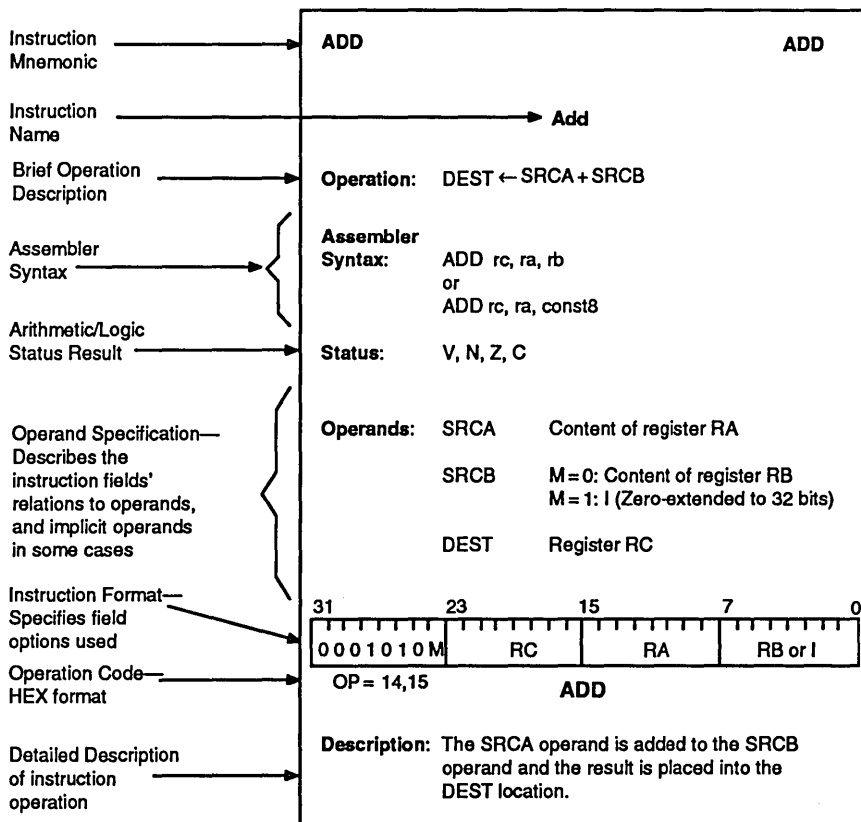 Instruction
Mnemonic
ADD
ADD
Instruction
Name
Add
Brief Operation
Description
Operation: DEST ← SRCA + SRCB
Assembler
Syntax
Assembler
Syntax: ADD rc, ra, rb
or
ADD rc, ra, const8
Arithmetic/Logic
Status Result
Status: V, N, Z, C
Operand Specification—
Describes the
instruction fields'
relations to operands,
and implicit operands
in some cases
Operands: SRCA Content of register RA
SRCB M = 0: Content of register RB
M = 1: I (Zero-extended to 32 bits)
DEST Register RC
Instruction Format—
Specifies field
options used
31 23 15 7 0
0 0 0 1 0 1 0 M RC RA RB or I
Operation Code—
HEX format
OP = 14,15 ADD
Detailed Description
of instruction
operation
Description: The SRCA operand is added to the SRCB
operand and the result is placed into the
DEST location.